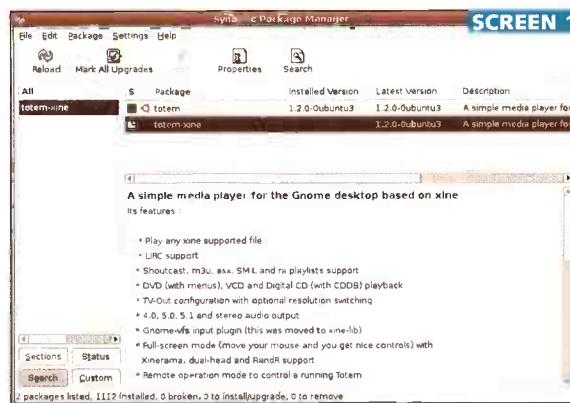 SCREEN 1
Package Manager
File Edit Package Settings Help
Reload Mark All Upgrades Properties Search
All
S Package Installed Version Latest Version Description
totem-xine
totem 1.2.0-0ubuntu3 1.2.0-0ubuntu3 A simple media player for
totem-xine 1.2.0-0ubuntu3 A simple media player for
A simple media player for the Gnome desktop based on xine
Its features :
* Play any xine supported file
* LIRC support
* Shoutcast, m3u, asx, SMIL and ra playlists support
* DVD (with menus), VCD and Digital CD (with CDDB) playback
* TV-Out configuration with optional resolution switching
* 4.0, 5.0, 5.1 and stereo audio output
* Gnome-Vfs input plugin (this was moved to xine-lib)
* Full-screen mode (move your mouse and you get nice controls) with
Xinerama, dual-head and RandR support
* Remote operation mode to control a running Totem
Sections Status
Search Custom
2 packages listed, 1112 installed, 0 broken, 0 to install/upgrade, 0 to remove